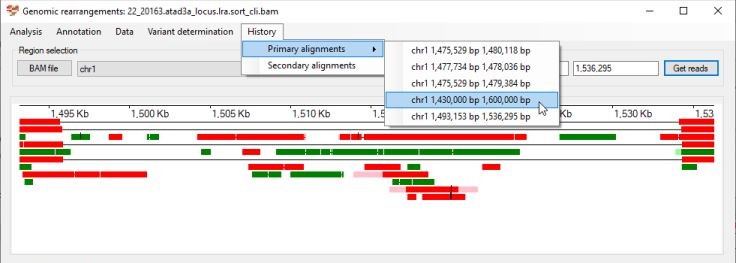 Genomic rearrangements: 22_20163.atad3a_locus.lra.sort_cli.bam
Analysis Annotation Data Variant determination History
Primary alignments
Secondary alignments
chr1 1,475,529 bp 1,480,118 bp
chr1 1,477,734 bp 1,478,036 bp
chr1 1,475,529 bp 1,479,384 bp
chr1 1,430,000 bp 1,600,000 bp
chr1 1,493,153 bp 1,536,295 bp
Region selection
BAM file chr1 1,536,295 Get reads
1,495 Kb 1,500 Kb 1,505 Kb 1,510 Kb 1,5 1,530 Kb 1,53